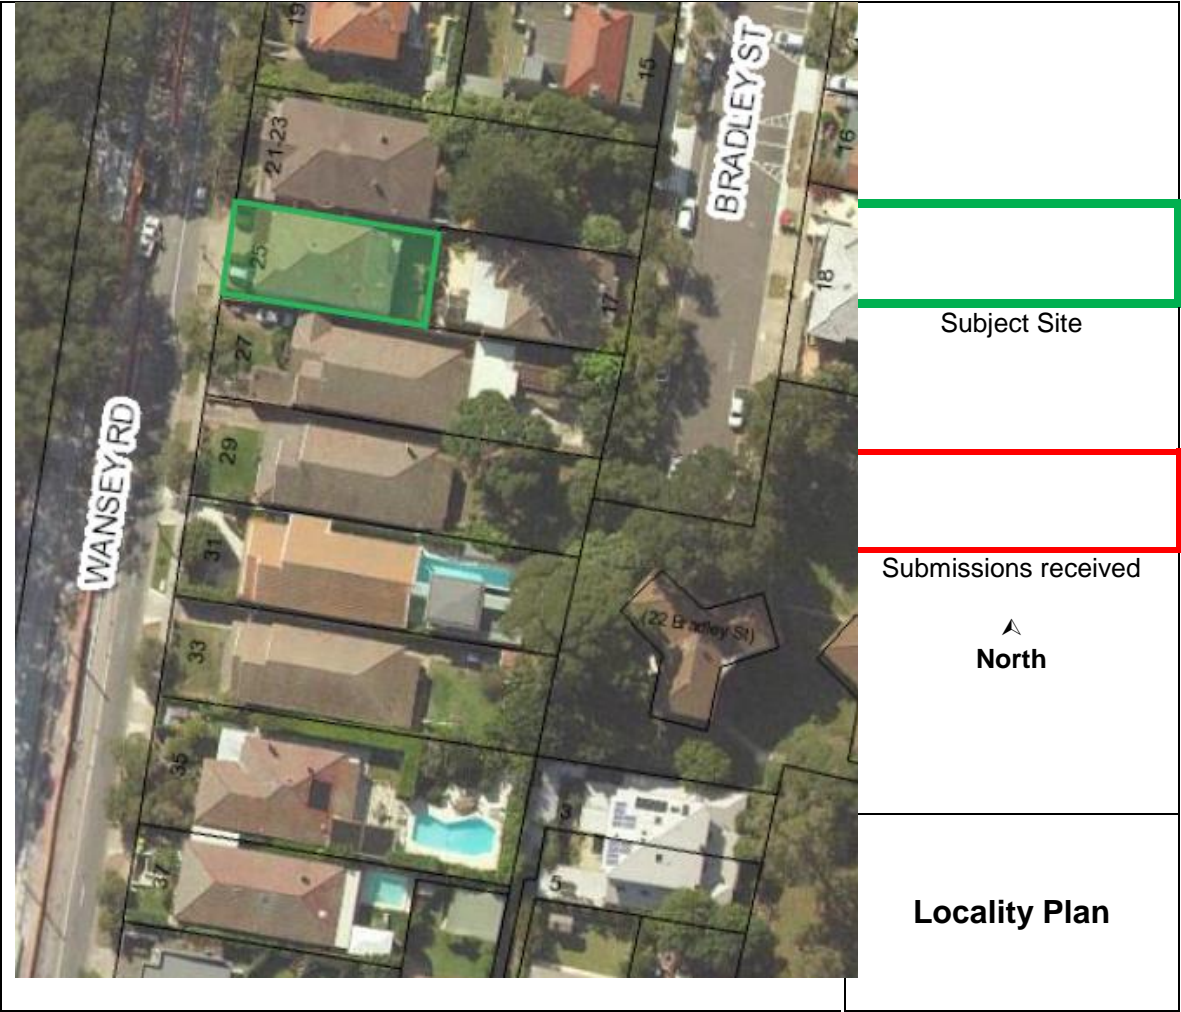 19
15
BRADLEY ST
16
21-23
25
17
18
Subject Site
27
WANSEY RD
29
31
Submissions received
(22 Bradley St)
33
North
35
3
37
5
Locality Plan